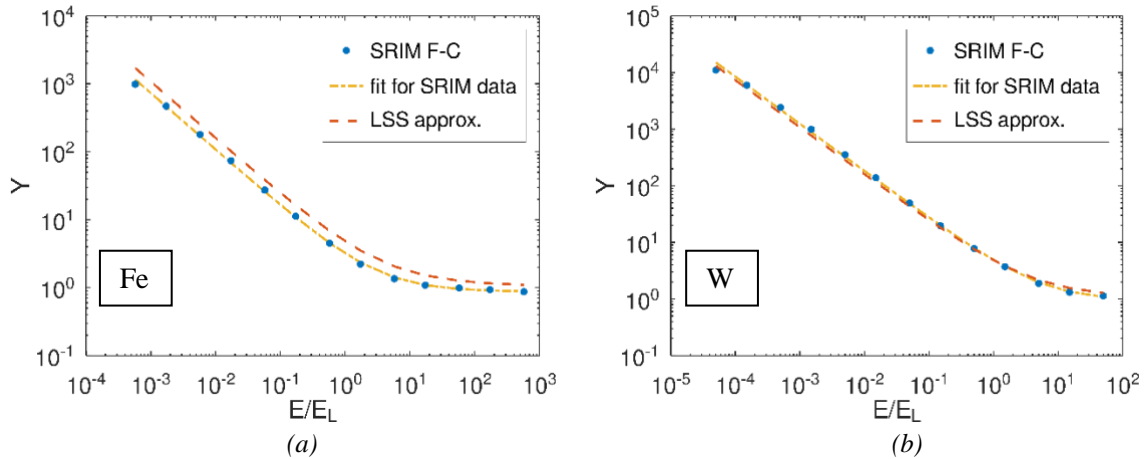 10^4
10^3
10^2
10^1
10^0
10^-1
Y
SRIM F-C
fit for SRIM data
LSS approx.
Fe
10^-4 10^-3 10^-2 10^-1 10^0 10^1 10^2 10^3
E/E_L
(a)
10^5
10^4
10^3
10^2
10^1
10^0
10^-1
Y
SRIM F-C
fit for SRIM data
LSS approx.
W
10^-5 10^-4 10^-3 10^-2 10^-1 10^0 10^1 10^2
E/E_L
(b)